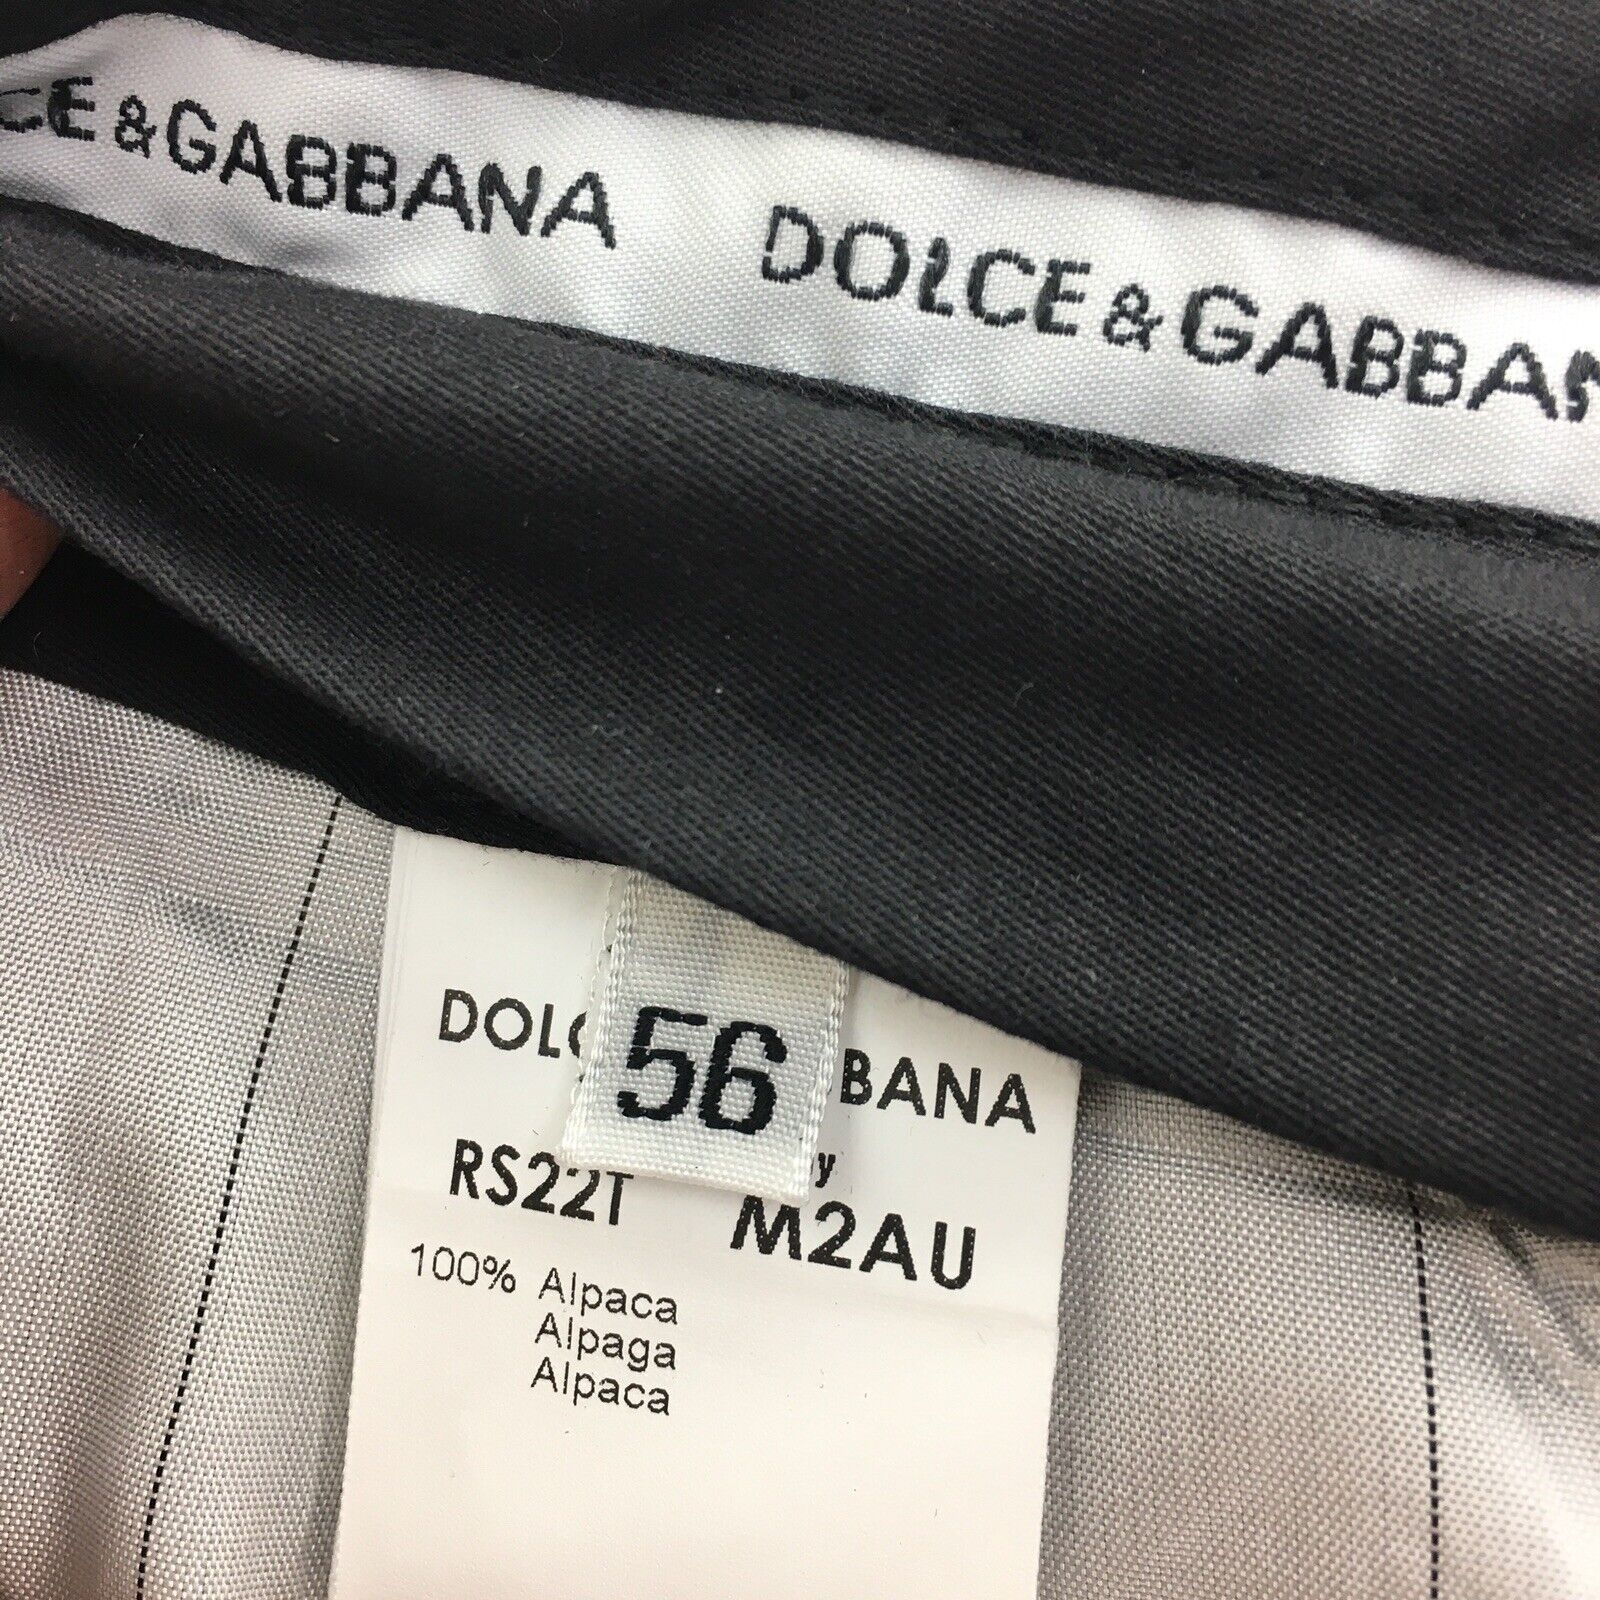 CE & GABBANA DOLCE & GABBAN
56
DOLC BANA
y
RS22T M2AU
100% Alpaca
Alpaga
Alpaca